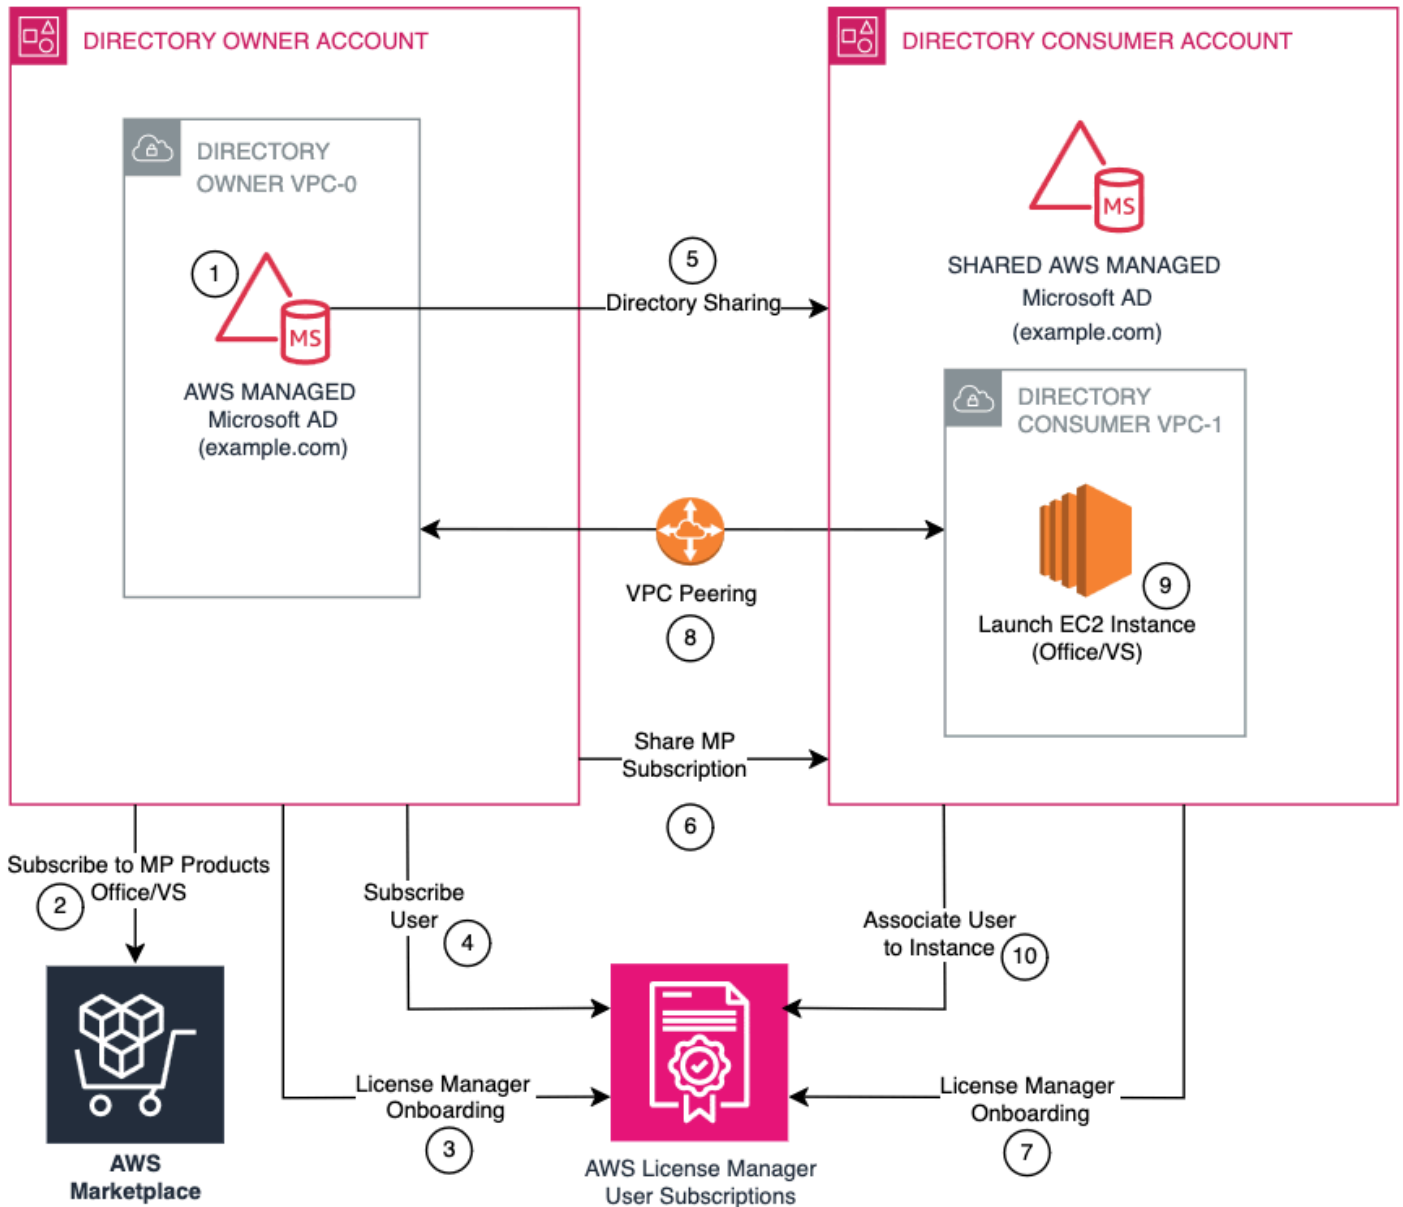 DIRECTORY OWNER ACCOUNT
DIRECTORY CONSUMER ACCOUNT
DIRECTORY
OWNER VPC-0
1
MS
AWS MANAGED
Microsoft AD
(example.com)
5
Directory Sharing
MS
SHARED AWS MANAGED
Microsoft AD
(example.com)
DIRECTORY
CONSUMER VPC-1
VPC Peering
8
9
Launch EC2 Instance
(Office/VS)
Share MP
Subscription
6
Subscribe to MP Products
Office/VS
2
Subscribe
User
4
Associate User
to Instance
10
License Manager
Onboarding
3
License Manager
Onboarding
7
AWS
Marketplace
AWS License Manager
User Subscriptions